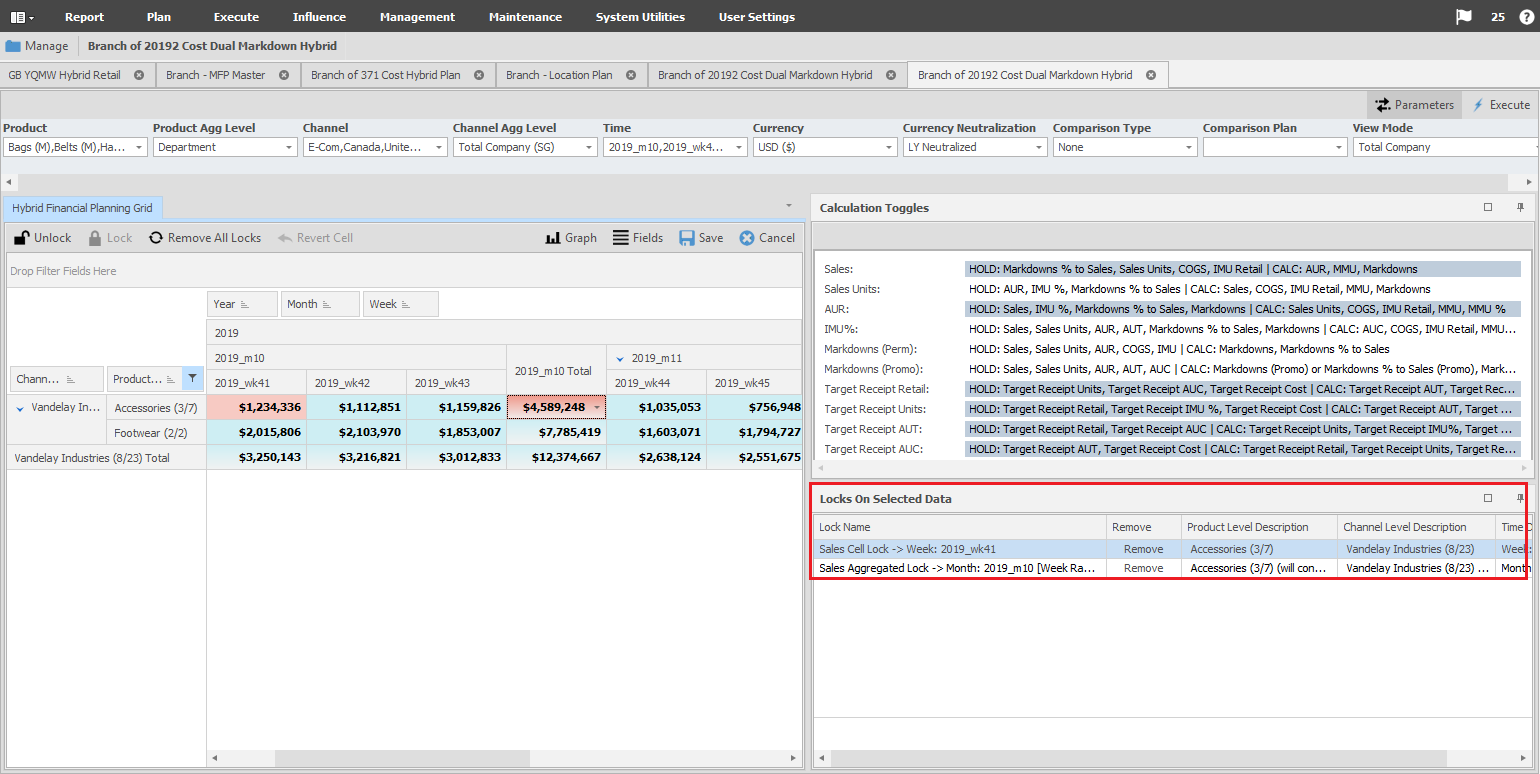 Report Plan Execute Influence Management Maintenance System Utilities User Settings 25 ?
Manage Branch of 20192 Cost Dual Markdown Hybrid
GB YQMW Hybrid Retail Branch - MFP Master Branch of 371 Cost Hybrid Plan Branch - Location Plan Branch of 20192 Cost Dual Markdown Hybrid Branch of 20192 Cost Dual Markdown Hybrid
Parameters Execute
Product Product Agg Level Channel Channel Agg Level Time Currency Currency Neutralization Comparison Type Comparison Plan View Mode
Bags (M),Belts (M),Ha... Department E-Com,Canada,Unite... Total Company (SG) 2019_m10,2019_wk4... USD ($) LY Neutralized None Total Company
Hybrid Financial Planning Grid
Unlock Lock Remove All Locks Revert Cell Graph Fields Save Cancel
Drop Filter Fields Here
Year Month Week
2019
2019_m10 2019_m10 Total 2019_m11
Chann... Product... 2019_wk41 2019_wk42 2019_wk43 2019_wk44 2019_wk45
Vandelay In... Accessories (3/7) $1,234,336 $1,112,851 $1,159,826 $4,589,248 $1,035,053 $756,948
Footwear (2/2) $2,015,806 $2,103,970 $1,853,007 $7,785,419 $1,603,071 $1,794,727
Vandelay Industries (8/23) Total $3,250,143 $3,216,821 $3,012,833 $12,374,667 $2,638,124 $2,551,675
Calculation Toggles
Sales: HOLD: Markdowns % to Sales, Sales Units, COGS, IMU Retail | CALC: AUR, MMU, Markdowns
Sales Units: HOLD: AUR, IMU %, Markdowns % to Sales | CALC: Sales, COGS, IMU Retail, MMU, Markdowns
AUR: HOLD: Sales, IMU %, Markdowns % to Sales, Markdowns | CALC: Sales Units, COGS, IMU Retail, MMU, MMU %
IMU%: HOLD: Sales, Sales Units, AUR, AUT, Markdowns % to Sales, Markdowns | CALC: AUC, COGS, IMU Retail, MMU...
Markdowns (Perm): HOLD: Sales, Sales Units, AUR, COGS, IMU | CALC: Markdowns, Markdowns % to Sales
Markdowns (Promo): HOLD: Sales, Sales Units, AUR, AUT, AUC | CALC: Markdowns (Promo) or Markdowns % to Sales (Promo), Mark...
Target Receipt Retail: HOLD: Target Receipt Units, Target Receipt AUC, Target Receipt Cost | CALC: Target Receipt AUT, Target Rec...
Target Receipt Units: HOLD: Target Receipt Retail, Target Receipt IMU %, Target Receipt Cost | CALC: Target Receipt AUT, Target ...
Target Receipt AUT: HOLD: Target Receipt Retail, Target Receipt AUC | CALC: Target Receipt Units, Target Receipt IMU%, Target ...
Target Receipt AUC: HOLD: Target Receipt AUT, Target Receipt Cost | CALC: Target Receipt Retail, Target Receipt Units, Target Re...
Locks On Selected Data
Lock Name Remove Product Level Description Channel Level Description Time D
Sales Cell Lock -> Week: 2019_wk41 Remove Accessories (3/7) Vandelay Industries (8/23) Week:
Sales Aggregated Lock -> Month: 2019_m10 [Week Ra... Remove Accessories (3/7) (will con... Vandelay Industries (8/23) ... Month